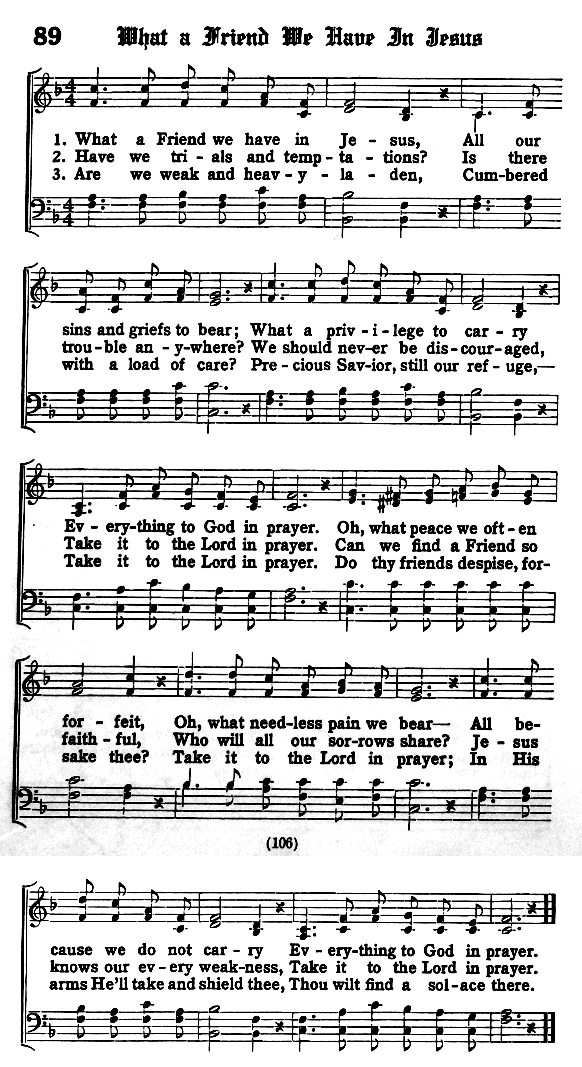 89 What a Friend We Have In Jesus
1. What a Friend we have in Je - sus, All our
2. Have we tri - als and temp - ta - tions? Is there
3. Are we weak and heav - y - la - den, Cum - bered
sins and griefs to bear; What a priv - i - lege to car - ry
trou - ble an - y - where? We should nev - er be dis - cour - aged,
with a load of care? Pre - cious Sav - ior, still our ref - uge,—
Ev - ery - thing to God in prayer. Oh, what peace we oft - en
Take it to the Lord in prayer. Can we find a Friend so
Take it to the Lord in prayer. Do thy friends despise, for-
for - feit, Oh, what need - less pain we bear— All be-
faith - ful, Who will all our sor - rows share? Je - sus
sake thee? Take it to the Lord in prayer; In His
(106)
cause we do not car - ry Ev - ery - thing to God in prayer.
knows our ev - ery weak - ness, Take it to the Lord in prayer.
arms He'll take and shield thee, Thou wilt find a sol - ace there.